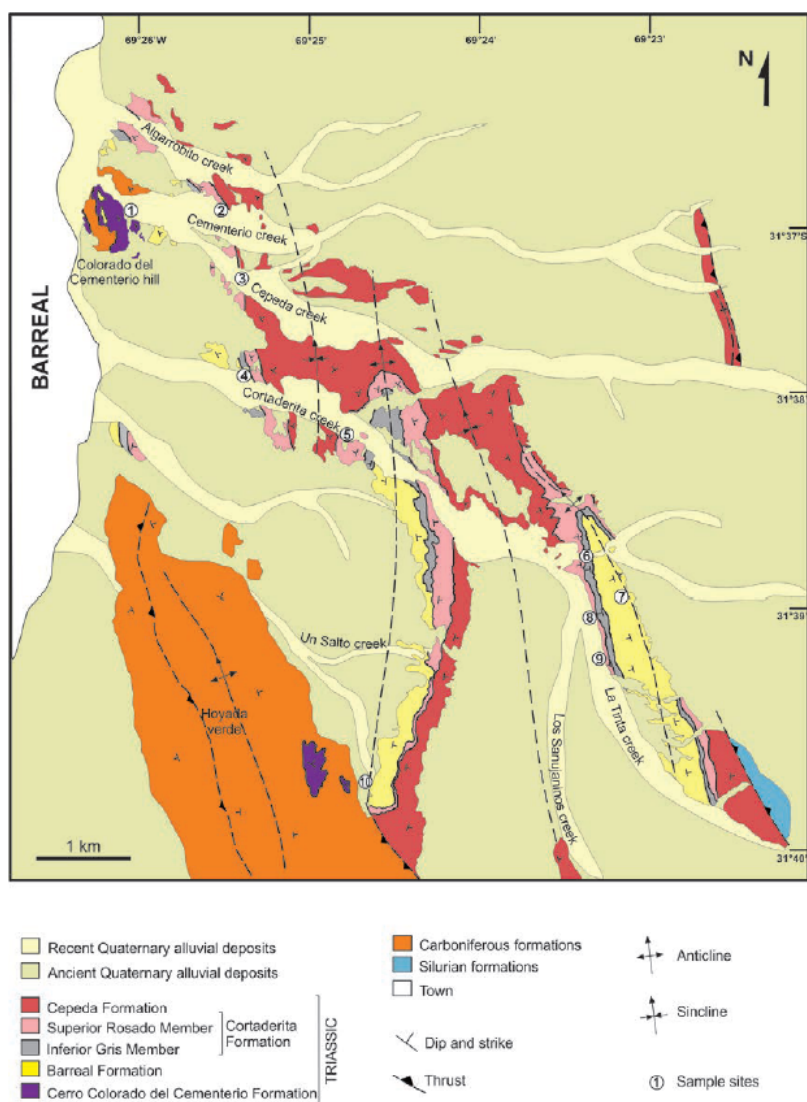 69°26'W
69°25'
69°24'
69°23'
N
Algarrobito creek
①
②
Cementerio creek
31°37'S
Colorado del
Cementerio hill
③
Cepeda creek
BARREAL
④
Cortaderita creek
⑤
31°38'
⑥
⑦
⑧
31°39'
Un Salto creek
⑨
La Tinta creek
Hoyada
verde
Los Sanujaninos creek
⑩
1 km
31°40'
Recent Quaternary alluvial deposits
Ancient Quaternary alluvial deposits
Cepeda Formation
Superior Rosado Member
Inferior Gris Member
Cortaderita
Formation
Barreal Formation
Cerro Colorado del Cementerio Formation
TRIASSIC
Carboniferous formations
Silurian formations
Town
Dip and strike
Thrust
Anticline
Sincline
① Sample sites